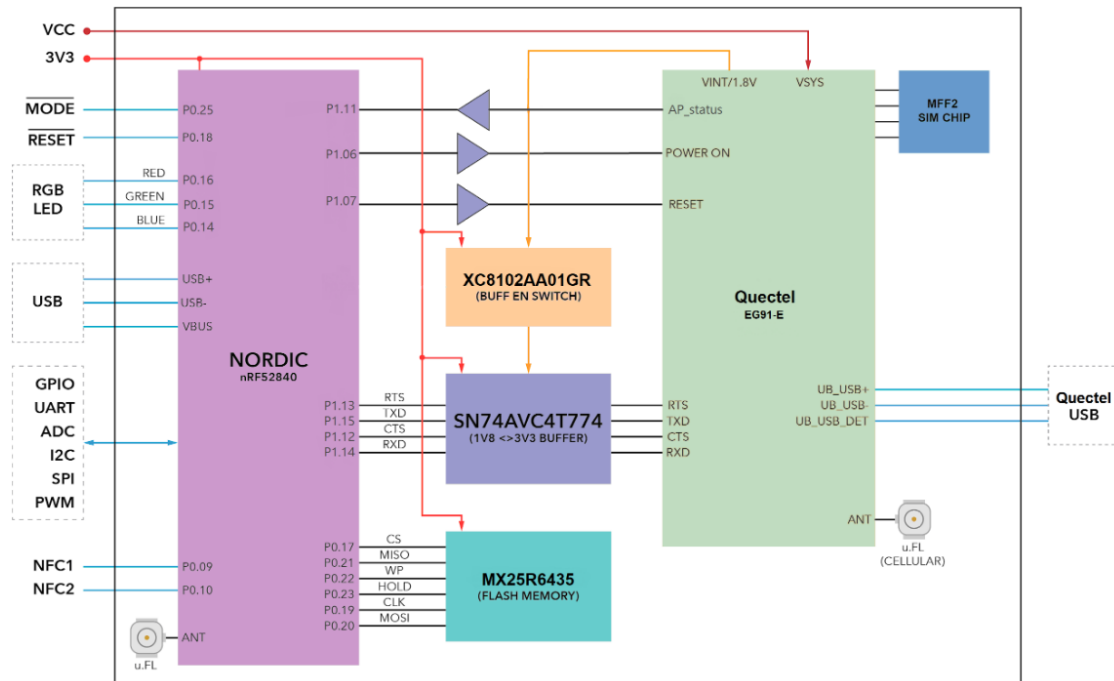 VCC
3V3
MODE
RESET
RGB
LED
RED
GREEN
BLUE
USB
GPIO
UART
ADC
I2C
SPI
PWM
NFC1
NFC2
u.FL
P0.25
P0.18
P0.16
P0.15
P0.14
USB+
USB-
VBUS
NORDIC
nRF52840
P0.09
P0.10
ANT
P1.11
P1.06
P1.07
P1.13
P1.15
P1.12
P1.14
P0.17
P0.21
P0.22
P0.23
P0.19
P0.20
RTS
TXD
CTS
RXD
CS
MISO
WP
HOLD
CLK
MOSI
XC8102AA01GR
(BUFF EN SWITCH)
SN74AVC4T774
(1V8 <>3V3 BUFFER)
MX25R6435
(FLASH MEMORY)
VINT/1.8V
VSYS
AP_status
POWER ON
RESET
Quectel
EG91-E
RTS
TXD
CTS
RXD
UB_USB+
UB_USB-
UB_USB_DET
ANT
MFF2
SIM CHIP
Quectel
USB
u.FL
(CELLULAR)